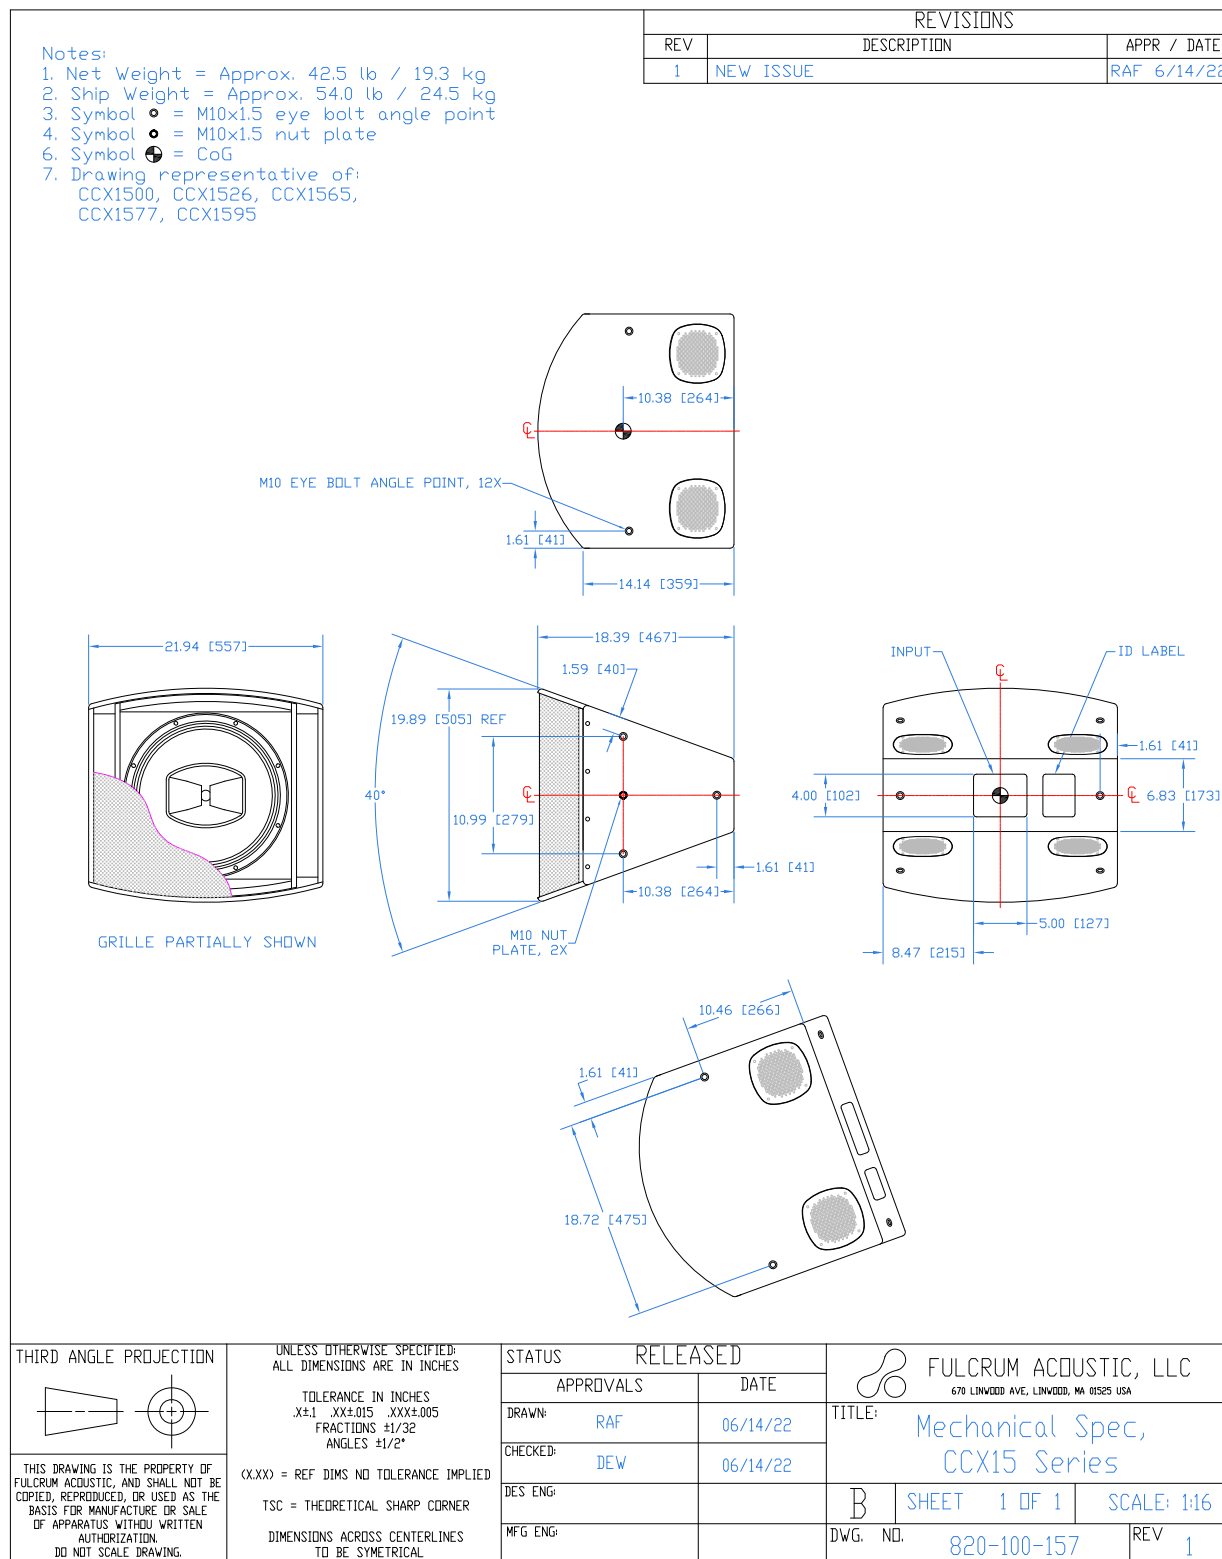 REVISIONS
REV DESCRIPTION APPR / DATE
1 NEW ISSUE RAF 6/14/22
Notes:
1. Net Weight = Approx. 42.5 lb / 19.3 kg
2. Ship Weight = Approx. 54.0 lb / 24.5 kg
3. Symbol = M10x1.5 eye bolt angle point
4. Symbol = M10x1.5 nut plate
6. Symbol = CoG
7. Drawing representative of:
CCX1500, CCX1526, CCX1565,
CCX1577, CCX1595
10.38 [264]
CL
M10 EYE BOLT ANGLE POINT, 12X
1.61 [41]
14.14 [359]
21.94 [557]
GRILLE PARTIALLY SHOWN
18.39 [467]
1.59 [40]
19.89 [505] REF
40°
CL
10.99 [279]
1.61 [41]
10.38 [264]
M10 NUT
PLATE, 2X
INPUT
CL
ID LABEL
1.61 [41]
4.00 [102]
CL
6.83 [173]
5.00 [127]
8.47 [215]
10.46 [266]
1.61 [41]
18.72 [475]
THIRD ANGLE PROJECTION
THIS DRAWING IS THE PROPERTY OF
FULCRUM ACOUSTIC, AND SHALL NOT BE
COPIED, REPRODUCED, OR USED AS THE
BASIS FOR MANUFACTURE OR SALE
OF APPARATUS WITHOU WRITTEN
AUTHORIZATION.
DO NOT SCALE DRAWING.
UNLESS OTHERWISE SPECIFIED:
ALL DIMENSIONS ARE IN INCHES
TOLERANCE IN INCHES
.X±.1 .XX±.015 .XXX±.005
FRACTIONS ±1/32
ANGLES ±1/2°
(X.XX) = REF DIMS NO TOLERANCE IMPLIED
TSC = THEORETICAL SHARP CORNER
DIMENSIONS ACROSS CENTERLINES
TO BE SYMETRICAL
STATUS RELEASED
APPROVALS DATE
DRAWN: RAF 06/14/22
CHECKED: DEW 06/14/22
DES ENG:
MFG ENG:
FULCRUM ACOUSTIC, LLC
670 LINWOOD AVE, LINWOOD, MA 01525 USA
TITLE:
Mechanical Spec,
CCX15 Series
B SHEET 1 OF 1 SCALE: 1:16
DWG. NO. 820-100-157 REV 1